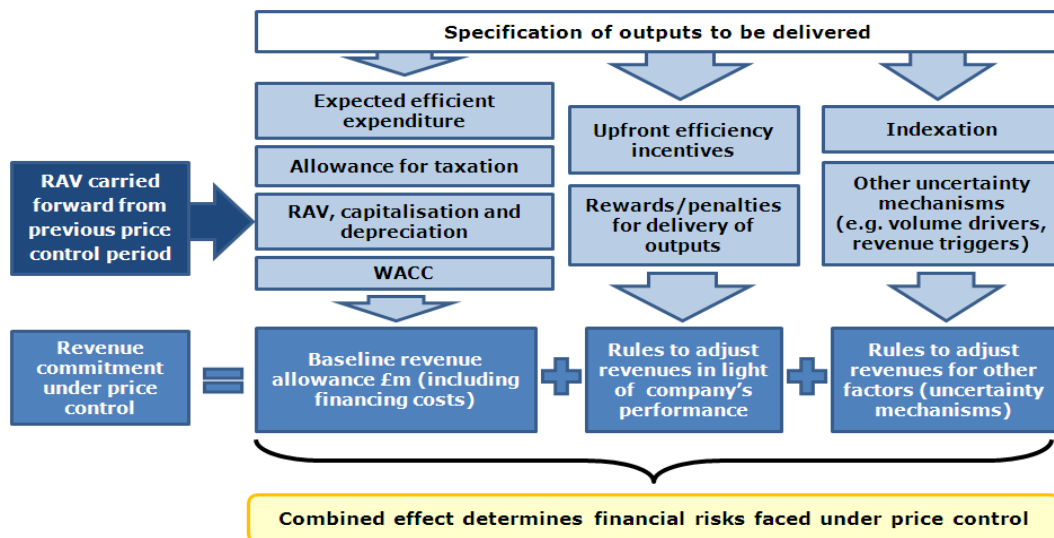 Specification of outputs to be delivered
Expected efficient
expenditure
Allowance for taxation
RAV, capitalisation and
depreciation
WACC
Upfront efficiency
incentives
Rewards/penalties
for delivery of
outputs
Indexation
Other uncertainty
mechanisms
(e.g. volume drivers,
revenue triggers)
RAV carried
forward from
previous price
control period
Revenue
commitment
under price
control
=
Baseline revenue
allowance £m (including
financing costs)
+
Rules to adjust
revenues in light
of company’s
performance
+
Rules to adjust
revenues for other
factors (uncertainty
mechanisms)
Combined effect determines financial risks faced under price control